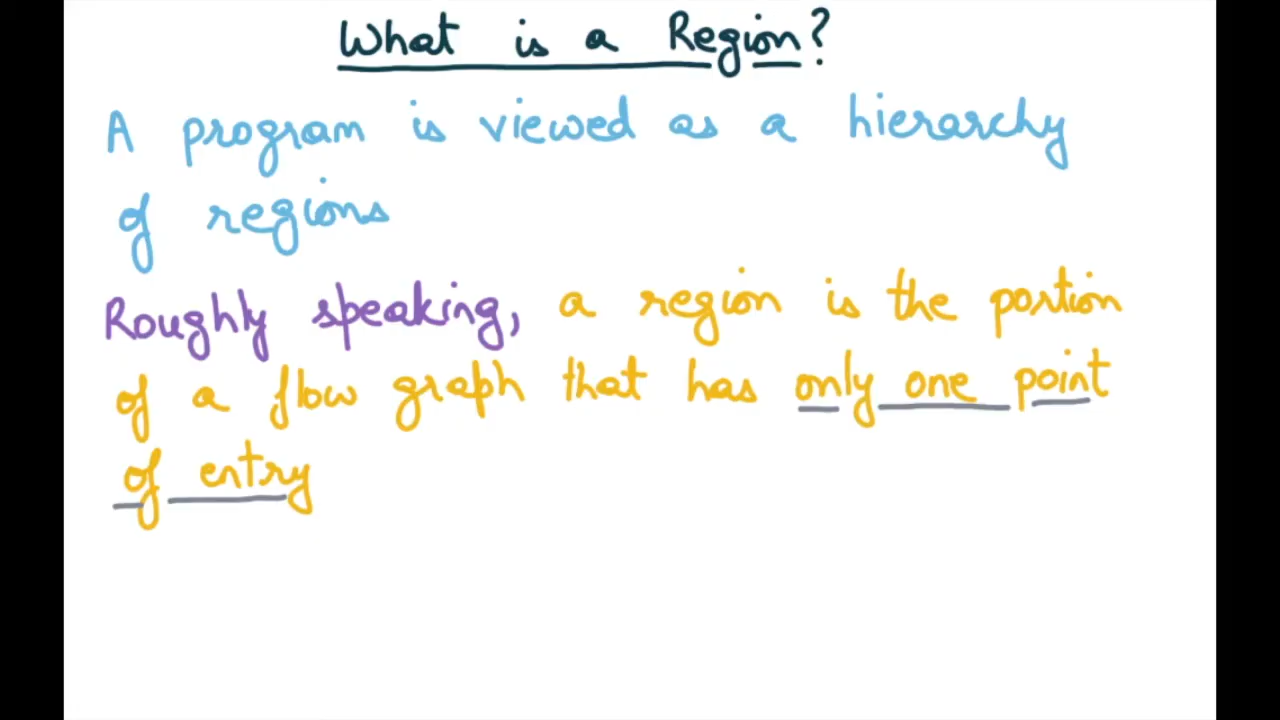 What is a Region?
A program is viewed as a hierarchy
of regions
Roughly speaking, a region is the portion
of a flow graph that has only one point
of entry